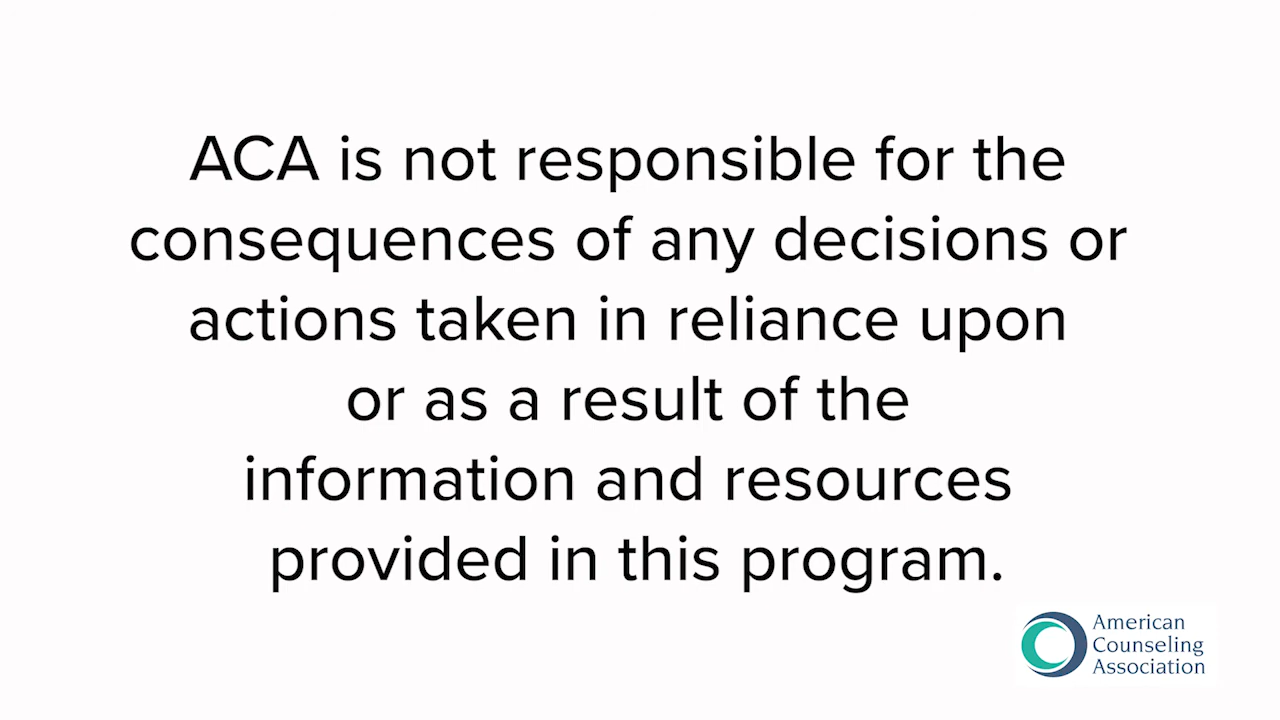 ACA is not responsible for the
consequences of any decisions or
actions taken in reliance upon
or as a result of the
information and resources
provided in this program.
American
Counseling
Association